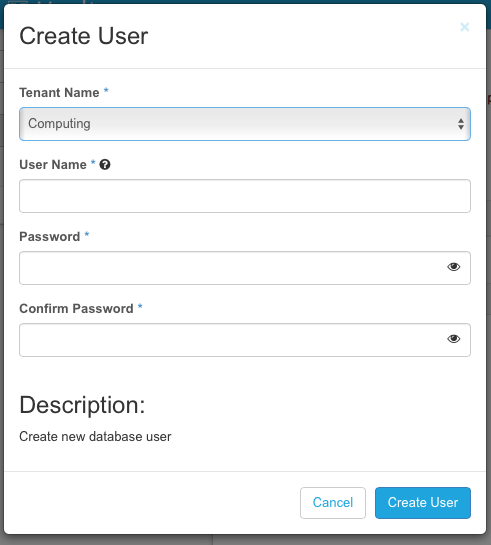 Create User
×
Tenant Name *
Computing
User Name * ?
Password *
Confirm Password *
Description:
Create new database user
Cancel
Create User